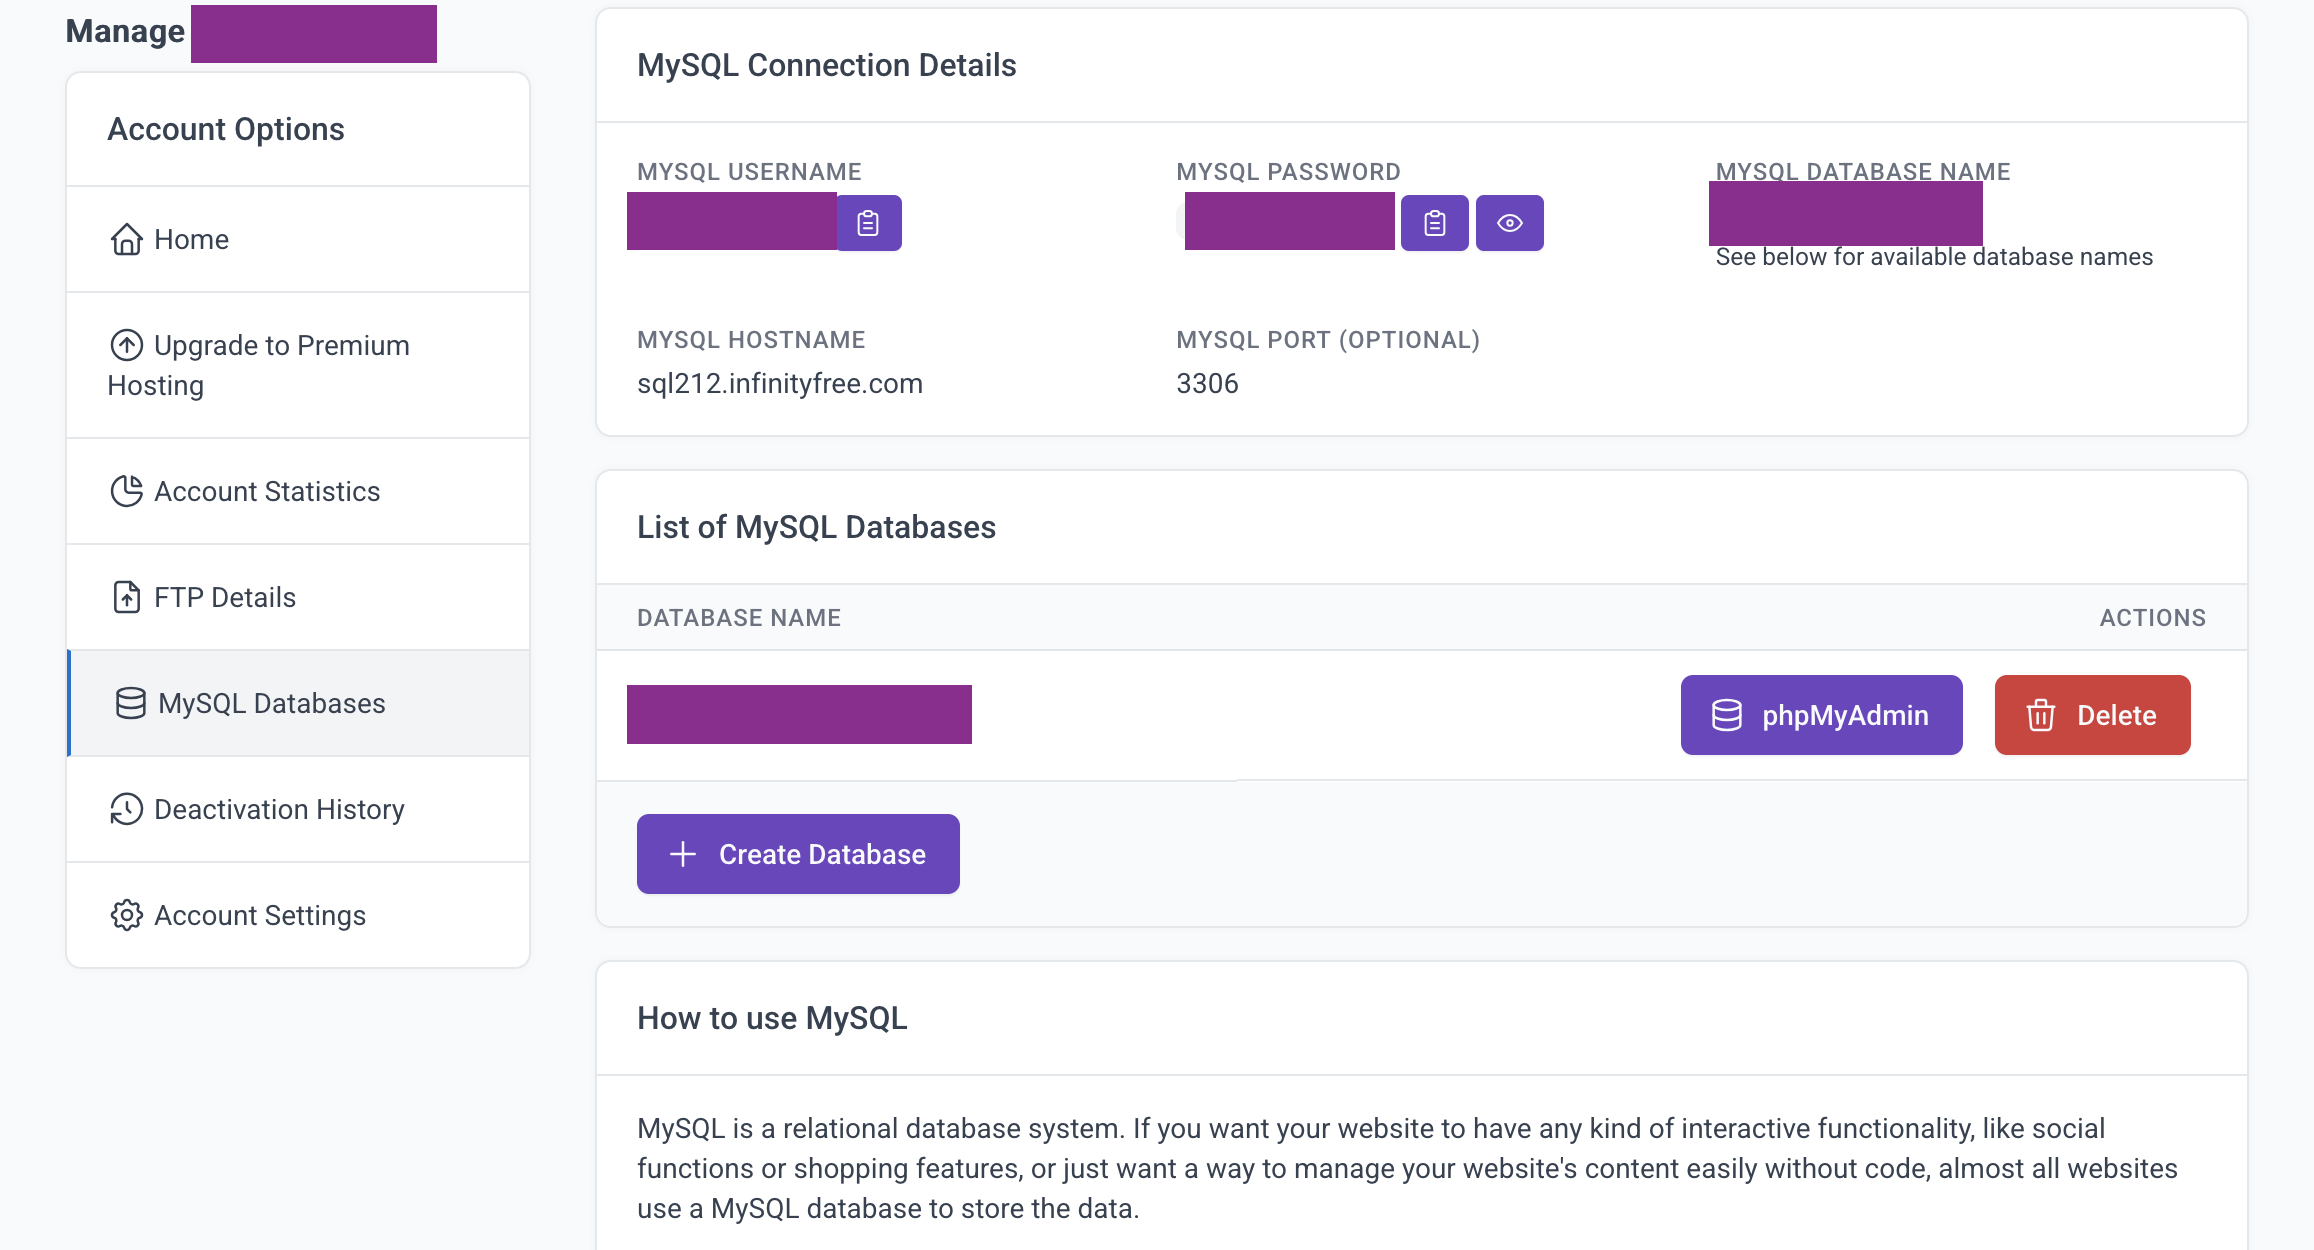 Manage
Account Options
Home
Upgrade to Premium
Hosting
Account Statistics
FTP Details
MySQL Databases
Deactivation History
Account Settings
MySQL Connection Details
MYSQL USERNAME
MYSQL PASSWORD
MYSQL DATABASE NAME
See below for available database names
MYSQL HOSTNAME
MYSQL PORT (OPTIONAL)
sql212.infinityfree.com
3306
List of MySQL Databases
DATABASE NAME
ACTIONS
phpMyAdmin
Delete
Create Database
How to use MySQL
MySQL is a relational database system. If you want your website to have any kind of interactive functionality, like social
functions or shopping features, or just want a way to manage your website's content easily without code, almost all websites
use a MySQL database to store the data.